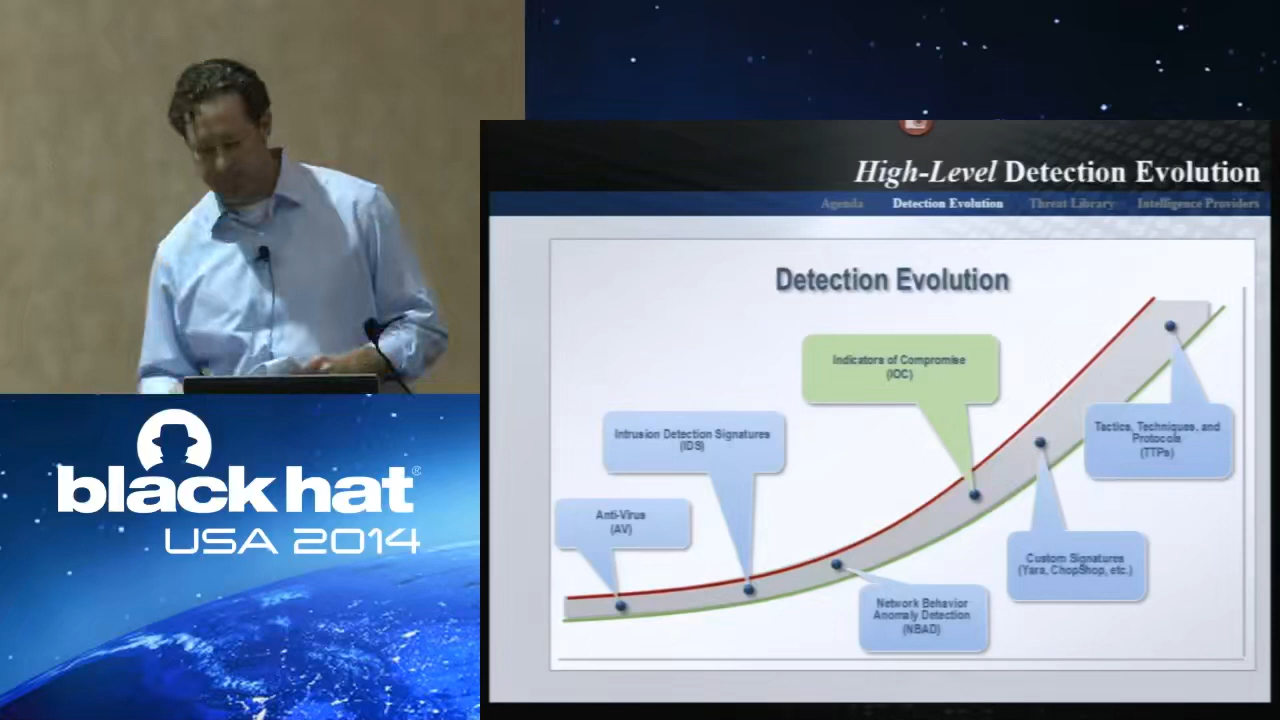 High-Level Detection Evolution
Agenda Detection Evolution Threat Library Intelligence Providers
Detection Evolution
Indicators of Compromise
(IOC)
Intrusion Detection Signatures
(IDS)
Tactics, Techniques, and
Protocols
(TTPs)
Anti-Virus
(AV)
Custom Signatures
(Yara, ChopShop, etc.)
Network Behavior
Anomaly Detection
(NBAD)
black hat®
USA 2014